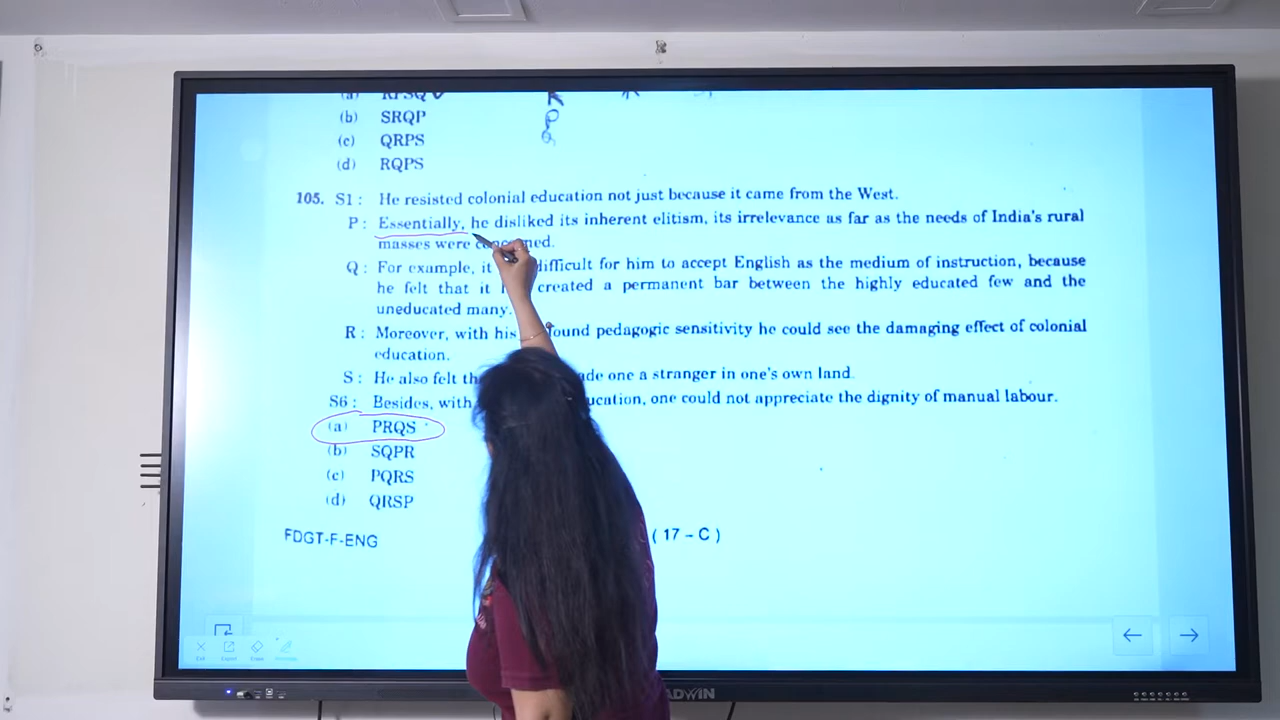 (a) RPSQ
(b) SRQP
(c) QRPS
(d) RQPS
105. S1 : He resisted colonial education not just because it came from the West.
P : Essentially, he disliked its inherent elitism, its irrelevance as far as the needs of India's rural
masses were concerned.
Q : For example, it difficult for him to accept English as the medium of instruction, because
he felt that it created a permanent bar between the highly educated few and the
uneducated many.
R : Moreover, with his pedagogic sensitivity he could see the damaging effect of colonial
education.
S : He also felt one a stranger in one's own land.
S6 : Besides, with one could not appreciate the dignity of manual labour.
(a) PRQS
(b) SQPR
(c) PQRS
(d) QRSP
FDGT-F-ENG ( 17 – C )
Exit Export Erase